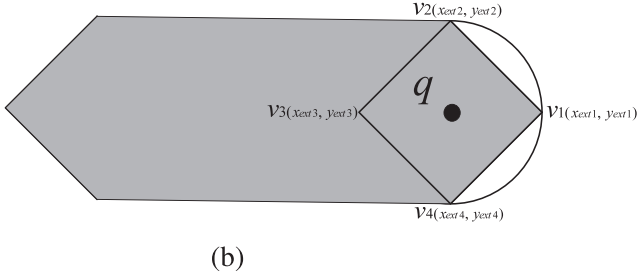 v2(xext2, yext2)
q
v3(xext3, yext3)
v1(xext1, yext1)
v4(xext4, yext4)
(b)